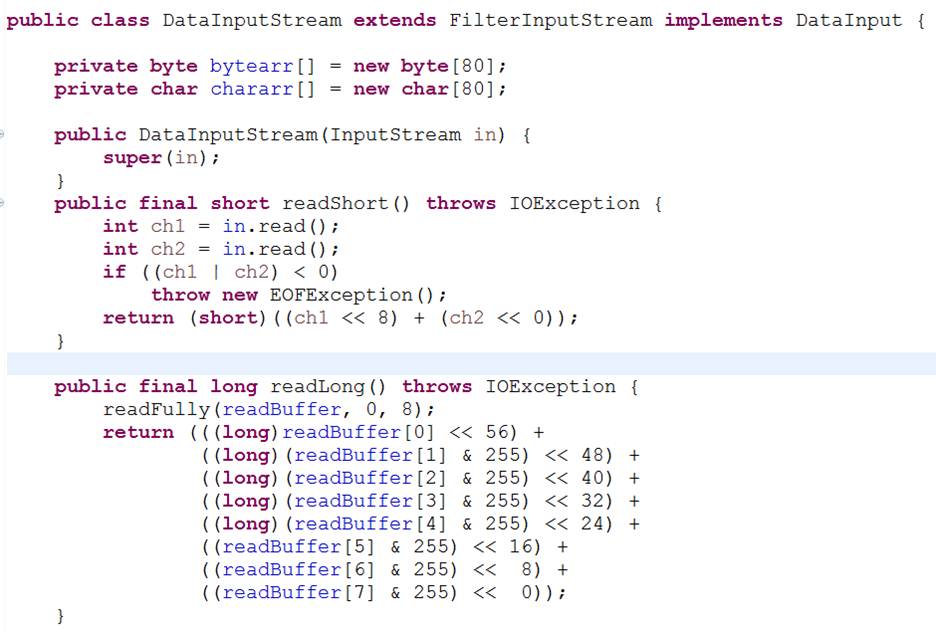 public class DataInputStream extends FilterInputStream implements DataInput {
    private byte bytearr[] = new byte[80];
    private char chararr[] = new char[80];
    public DataInputStream(InputStream in) {
        super(in);
    }
    public final short readShort() throws IOException {
        int ch1 = in.read();
        int ch2 = in.read();
        if ((ch1 | ch2) < 0)
            throw new EOFException();
        return (short)((ch1 << 8) + (ch2 << 0));
    }
    public final long readLong() throws IOException {
        readFully(readBuffer, 0, 8);
        return (((long)readBuffer[0] << 56) +
                ((long)(readBuffer[1] & 255) << 48) +
                ((long)(readBuffer[2] & 255) << 40) +
                ((long)(readBuffer[3] & 255) << 32) +
                ((long)(readBuffer[4] & 255) << 24) +
                ((readBuffer[5] & 255) << 16) +
                ((readBuffer[6] & 255) <<  8) +
                ((readBuffer[7] & 255) <<  0));
    }